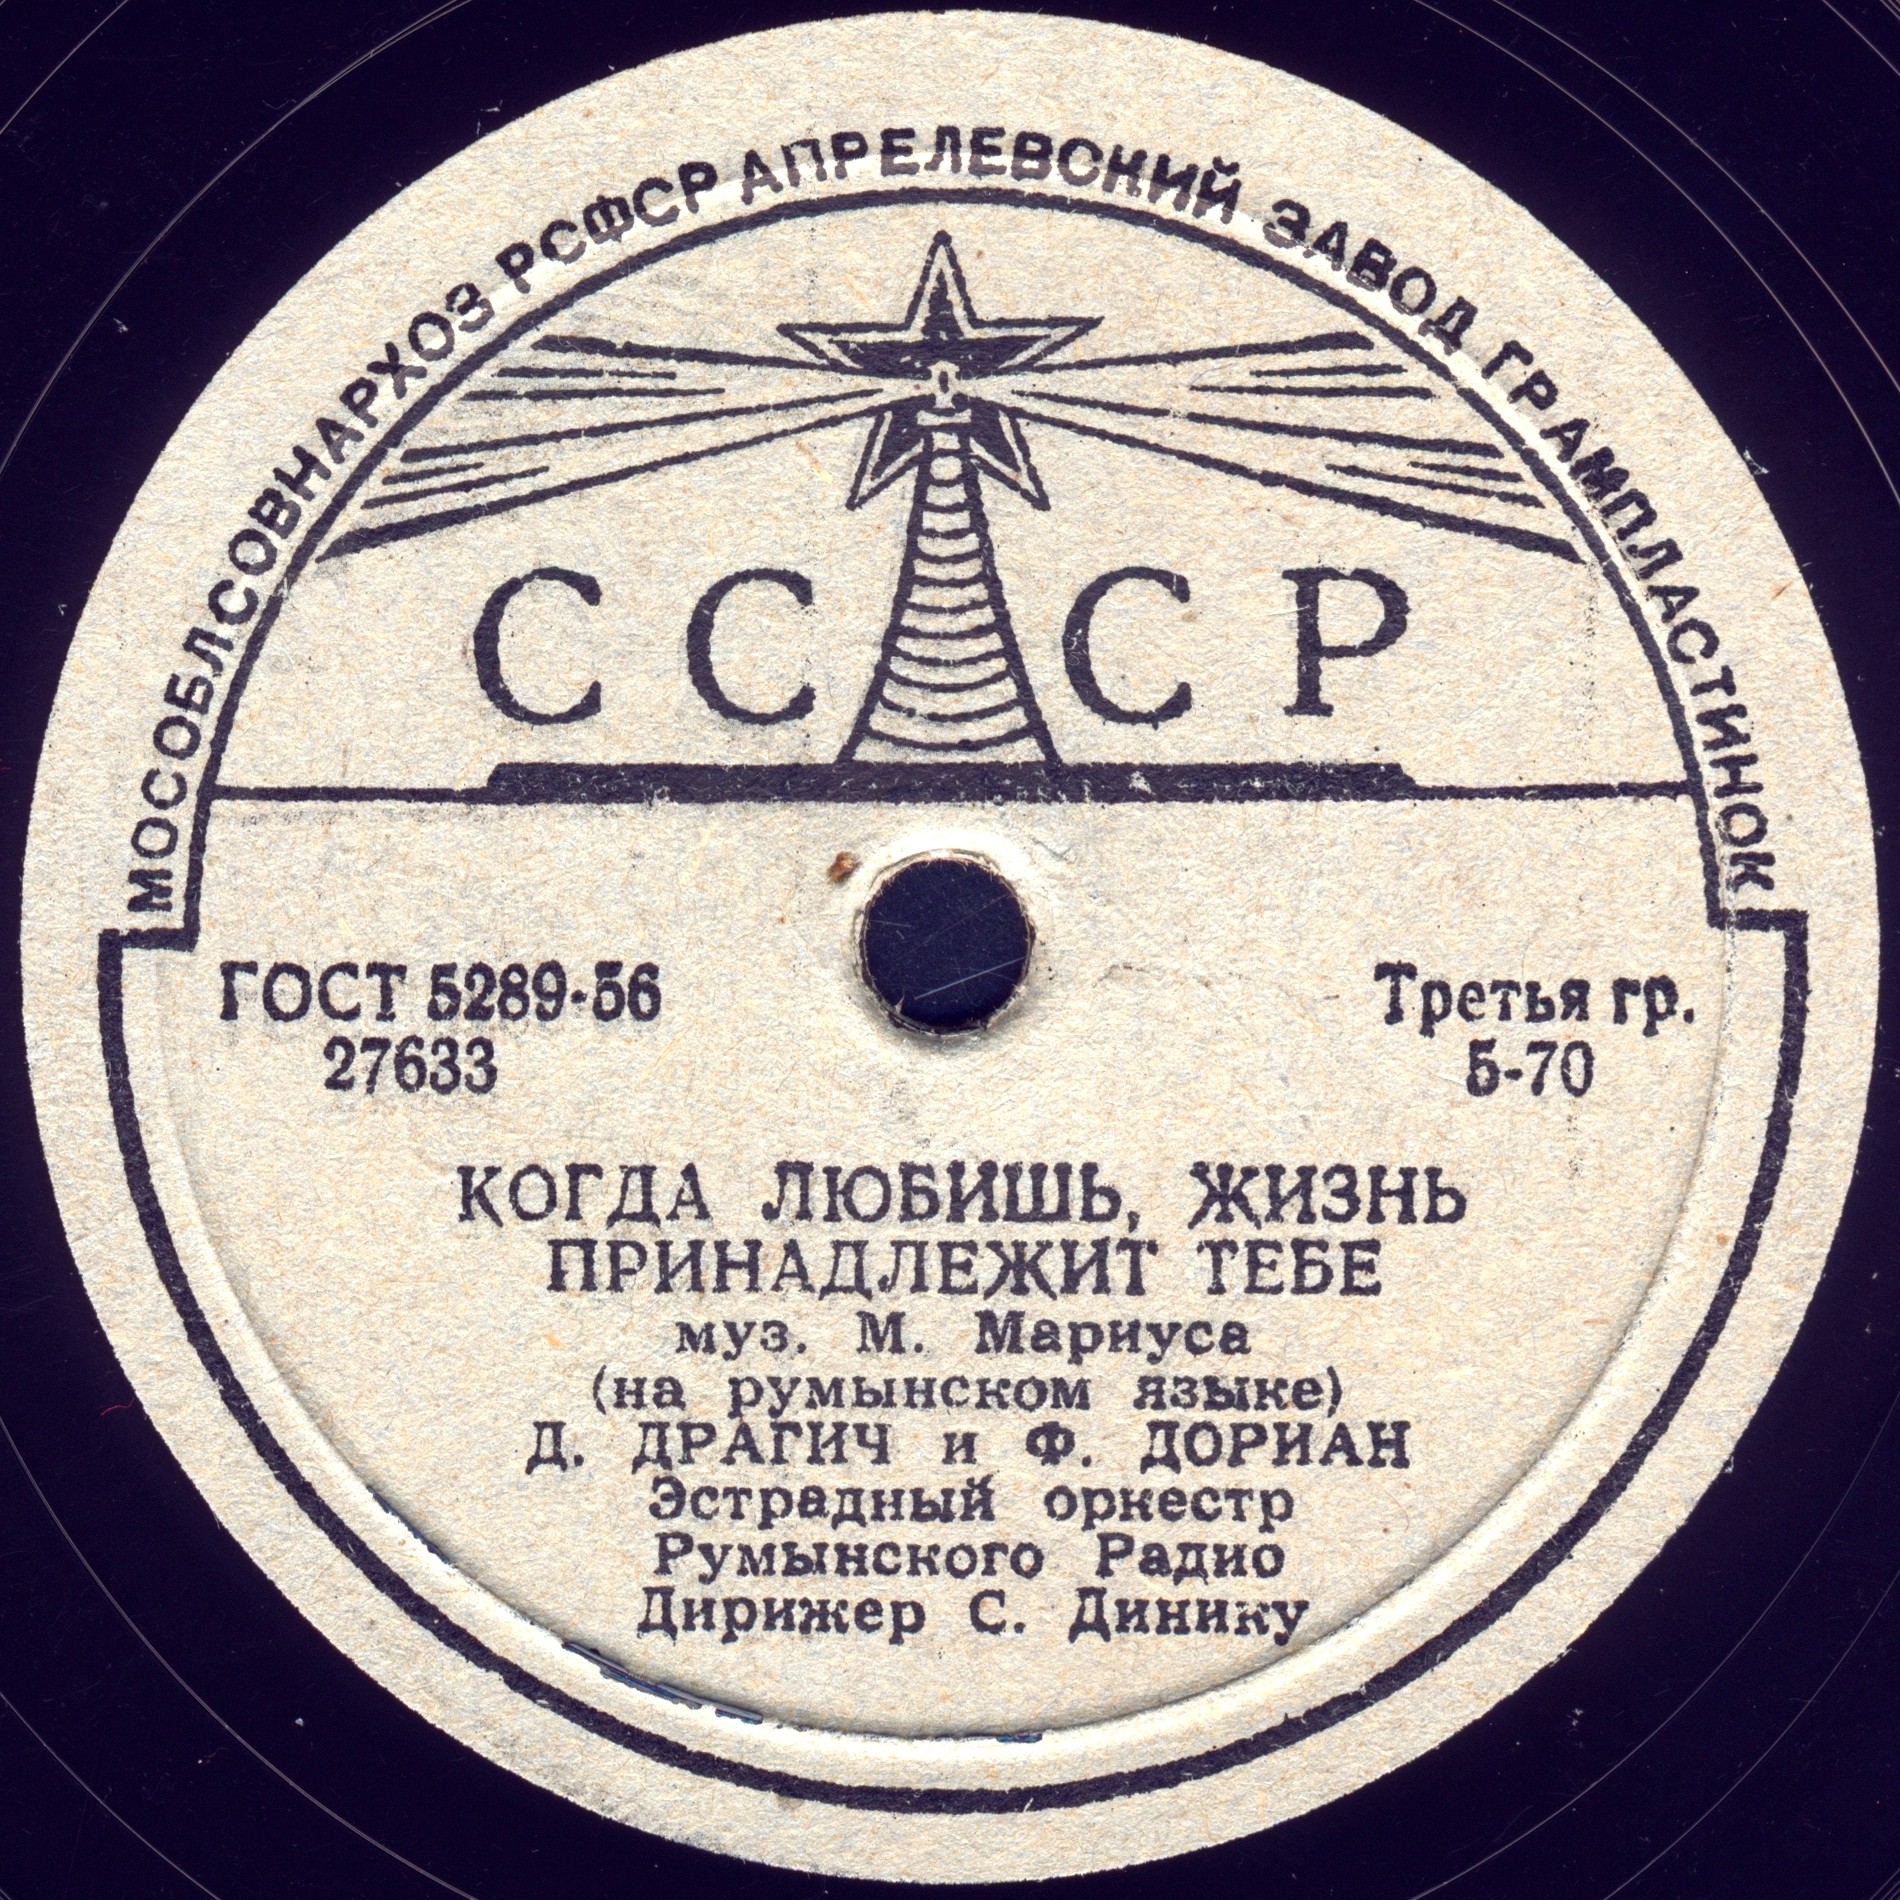 МОСОБЛСОВНАРХОЗ РСФСР АПРЕЛЕВСКИЙ ЗАВОД ГРАМПЛАСТИНОК
СССР
ГОСТ 5289-56
27633
Третья гр.
5-70
КОГДА ЛЮБИШЬ, ЖИЗНЬ
ПРИНАДЛЕЖИТ ТЕБЕ
муз. М. Мариуса
(на румынском языке)
Д. ДРАГИЧ и Ф. ДОРИАН
Эстрадный оркестр
Румынского Радио
Дирижер С. Динику